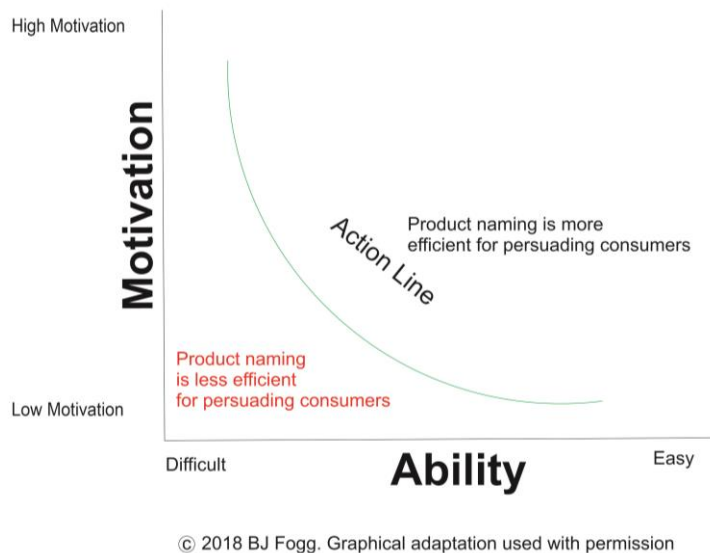 High Motivation
Motivation
Action Line
Product naming is more
efficient for persuading consumers
Product naming
is less efficient
for persuading consumers
Low Motivation
Difficult
Ability
Easy
© 2018 BJ Fogg. Graphical adaptation used with permission